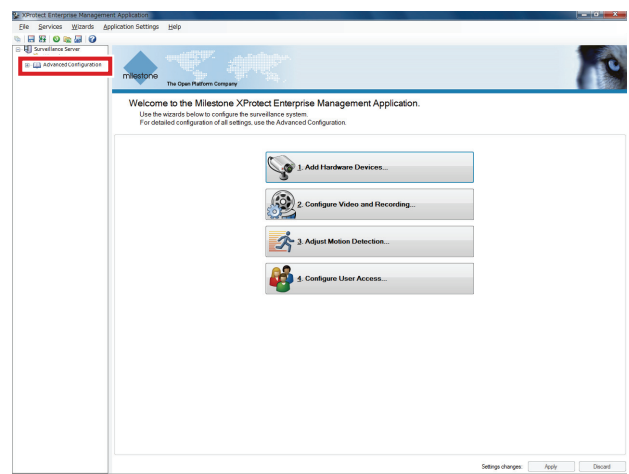 XProtect Enterprise Management Application
File Services Wizards Application Settings Help
Surveillance Server
Advanced Configuration
milestone
The Open Platform Company
Welcome to the Milestone XProtect Enterprise Management Application.
Use the wizards below to configure the surveillance system.
For detailed configuration of all settings, use the Advanced Configuration.
1. Add Hardware Devices...
2. Configure Video and Recording...
3. Adjust Motion Detection...
4. Configure User Access...
Settings changes: Apply Discard